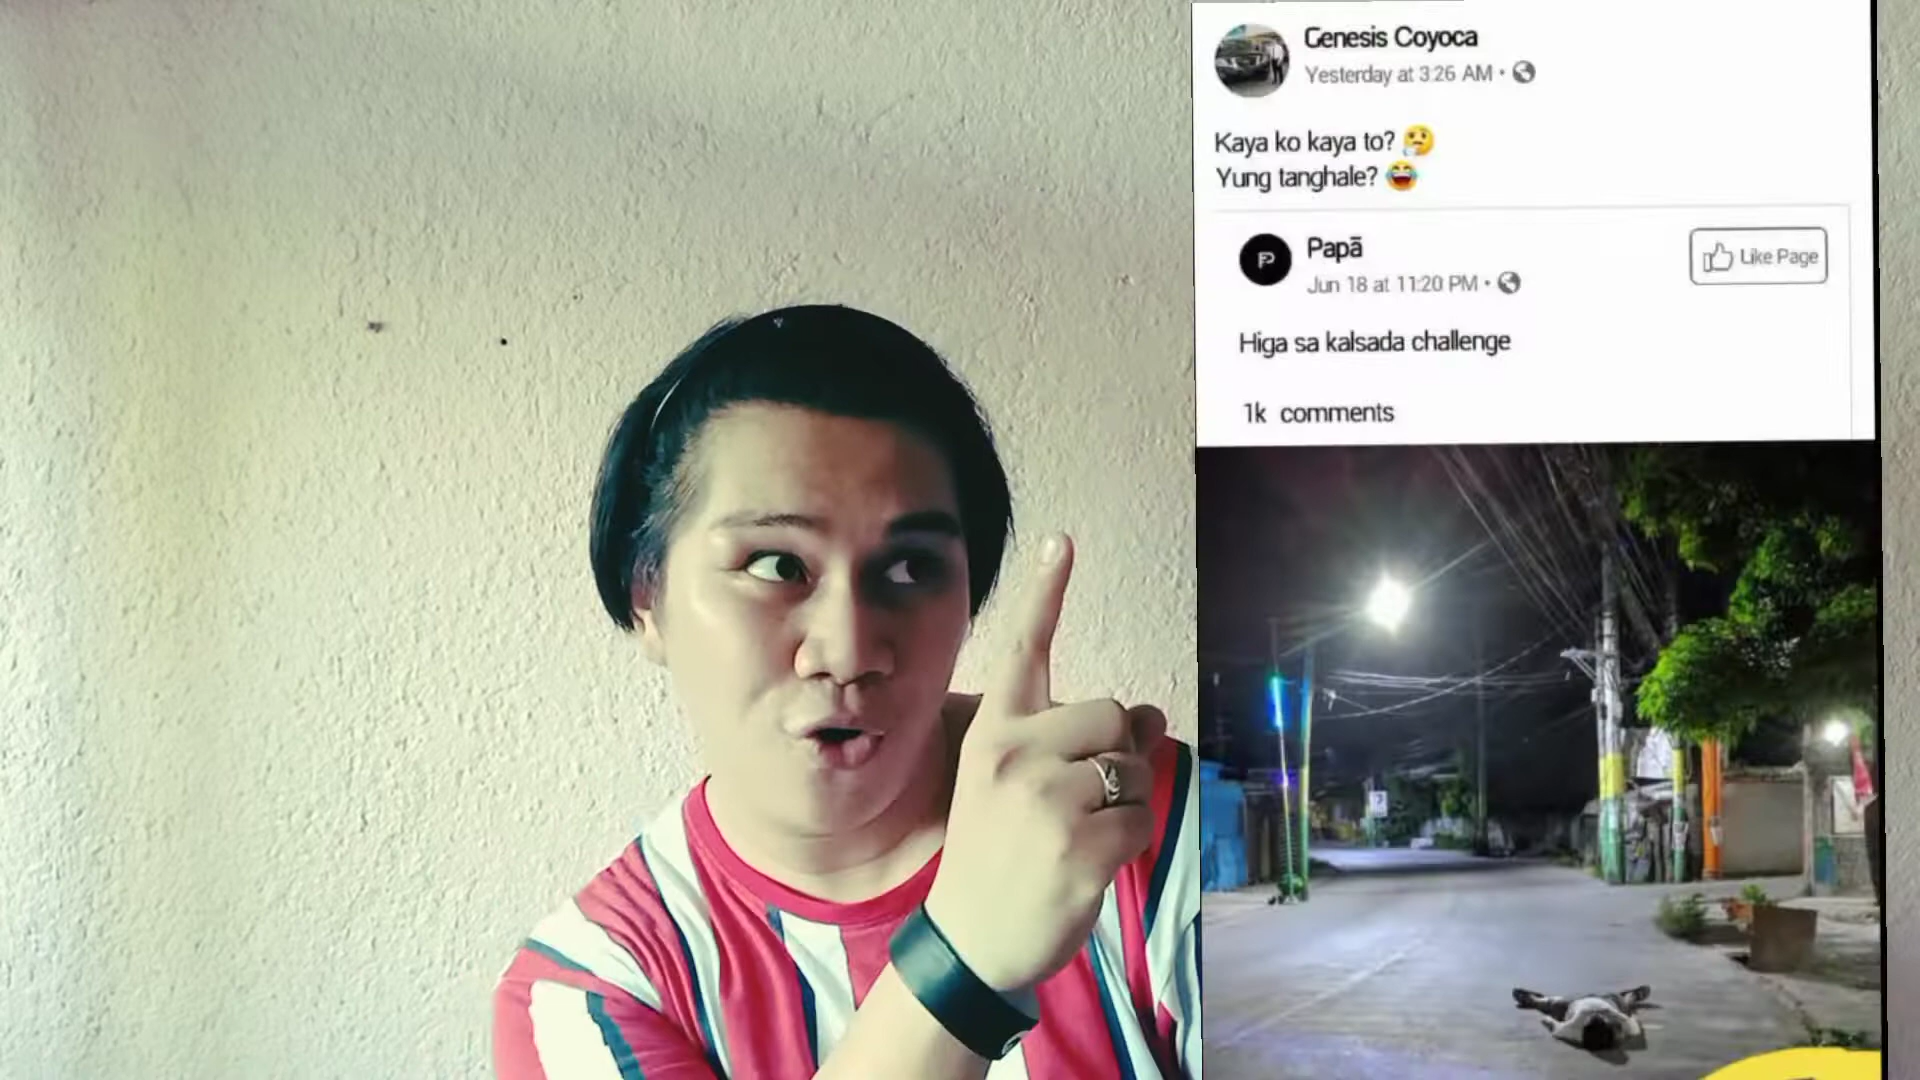 Genesis Coyoca
Yesterday at 3:26 AM •
Kaya ko kaya to? 🤔
Yung tanghale? 😂
Papā
Jun 18 at 11:20 PM •
Like Page
Higa sa kalsada challenge
1k comments